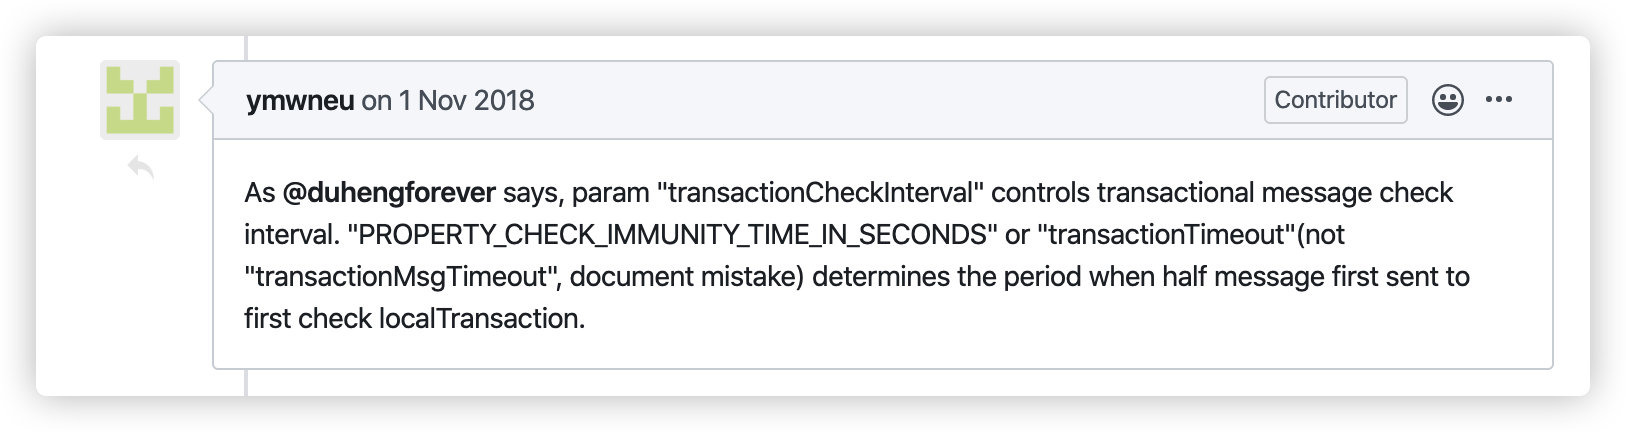 ymwneu on 1 Nov 2018
Contributor
As @duhengforever says, param "transactionCheckInterval" controls transactional message check
interval. "PROPERTY_CHECK_IMMUNITY_TIME_IN_SECONDS" or "transactionTimeout"(not
"transactionMsgTimeout", document mistake) determines the period when half message first sent to
first check localTransaction.